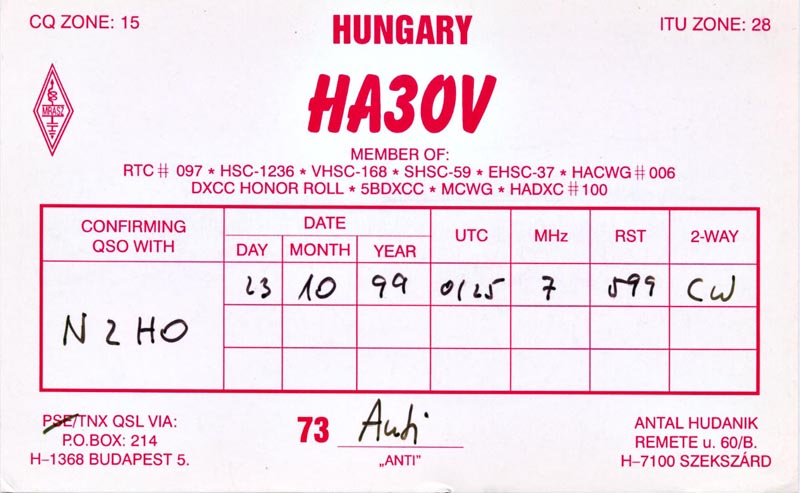 CQ ZONE: 15
HUNGARY
ITU ZONE: 28
HA3OV
MRASZ
MEMBER OF:
RTC # 097 * HSC-1236 * VHSC-168 * SHSC-59 * EHSC-37 * HACWG # 006
DXCC HONOR ROLL * 5BDXCC * MCWG * HADXC # 100
CONFIRMING
QSO WITH
DATE
DAY MONTH YEAR
UTC MHz RST 2-WAY
23 10 99 0125 7 599 CW
N2HO
PSE/TNX QSL VIA:
P.O.BOX: 214
H–1368 BUDAPEST 5.
73 Anti
„ANTI”
ANTAL HUDANIK
REMETE u. 60/B.
H–7100 SZEKSZÁRD